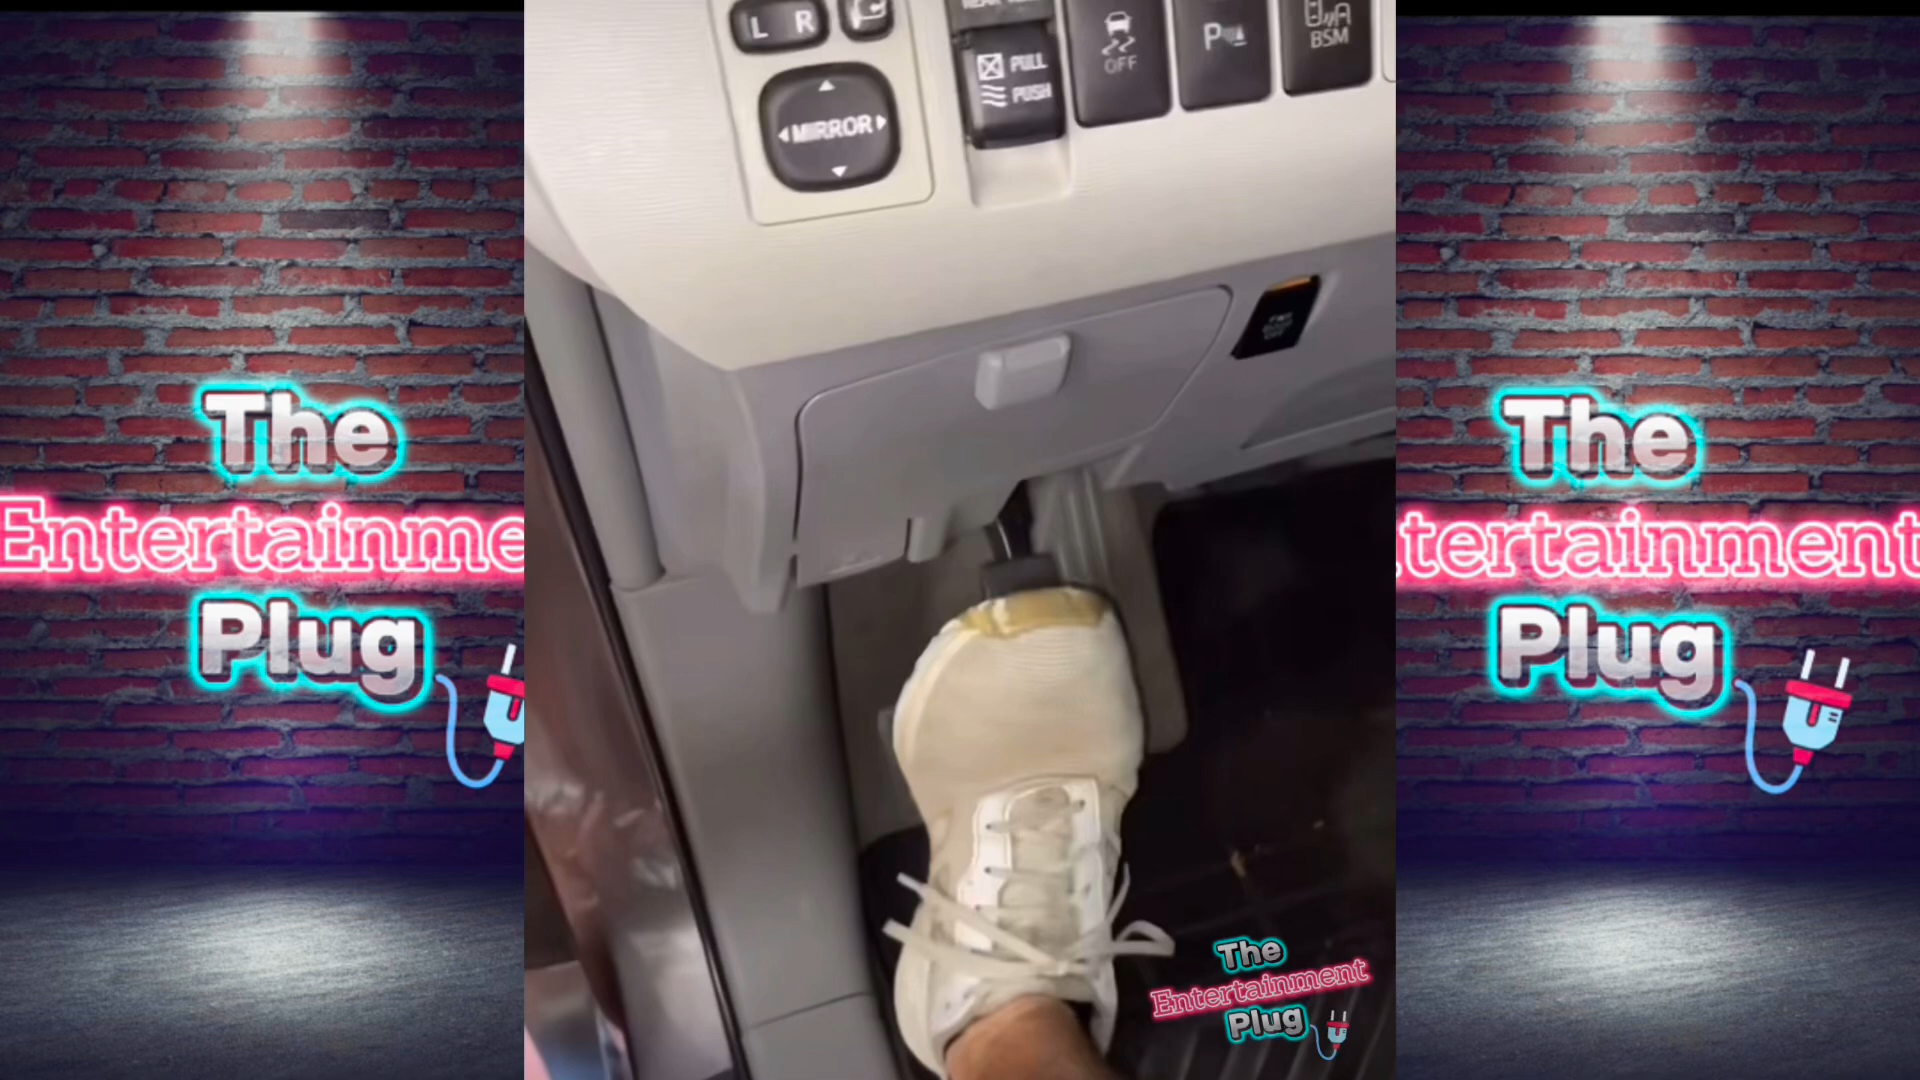 The
Entertainme
Plug
L R
MIRROR
PULL
PUSH
OFF
P
BSM
The
Entertainment
Plug
The
tertainment
Plug